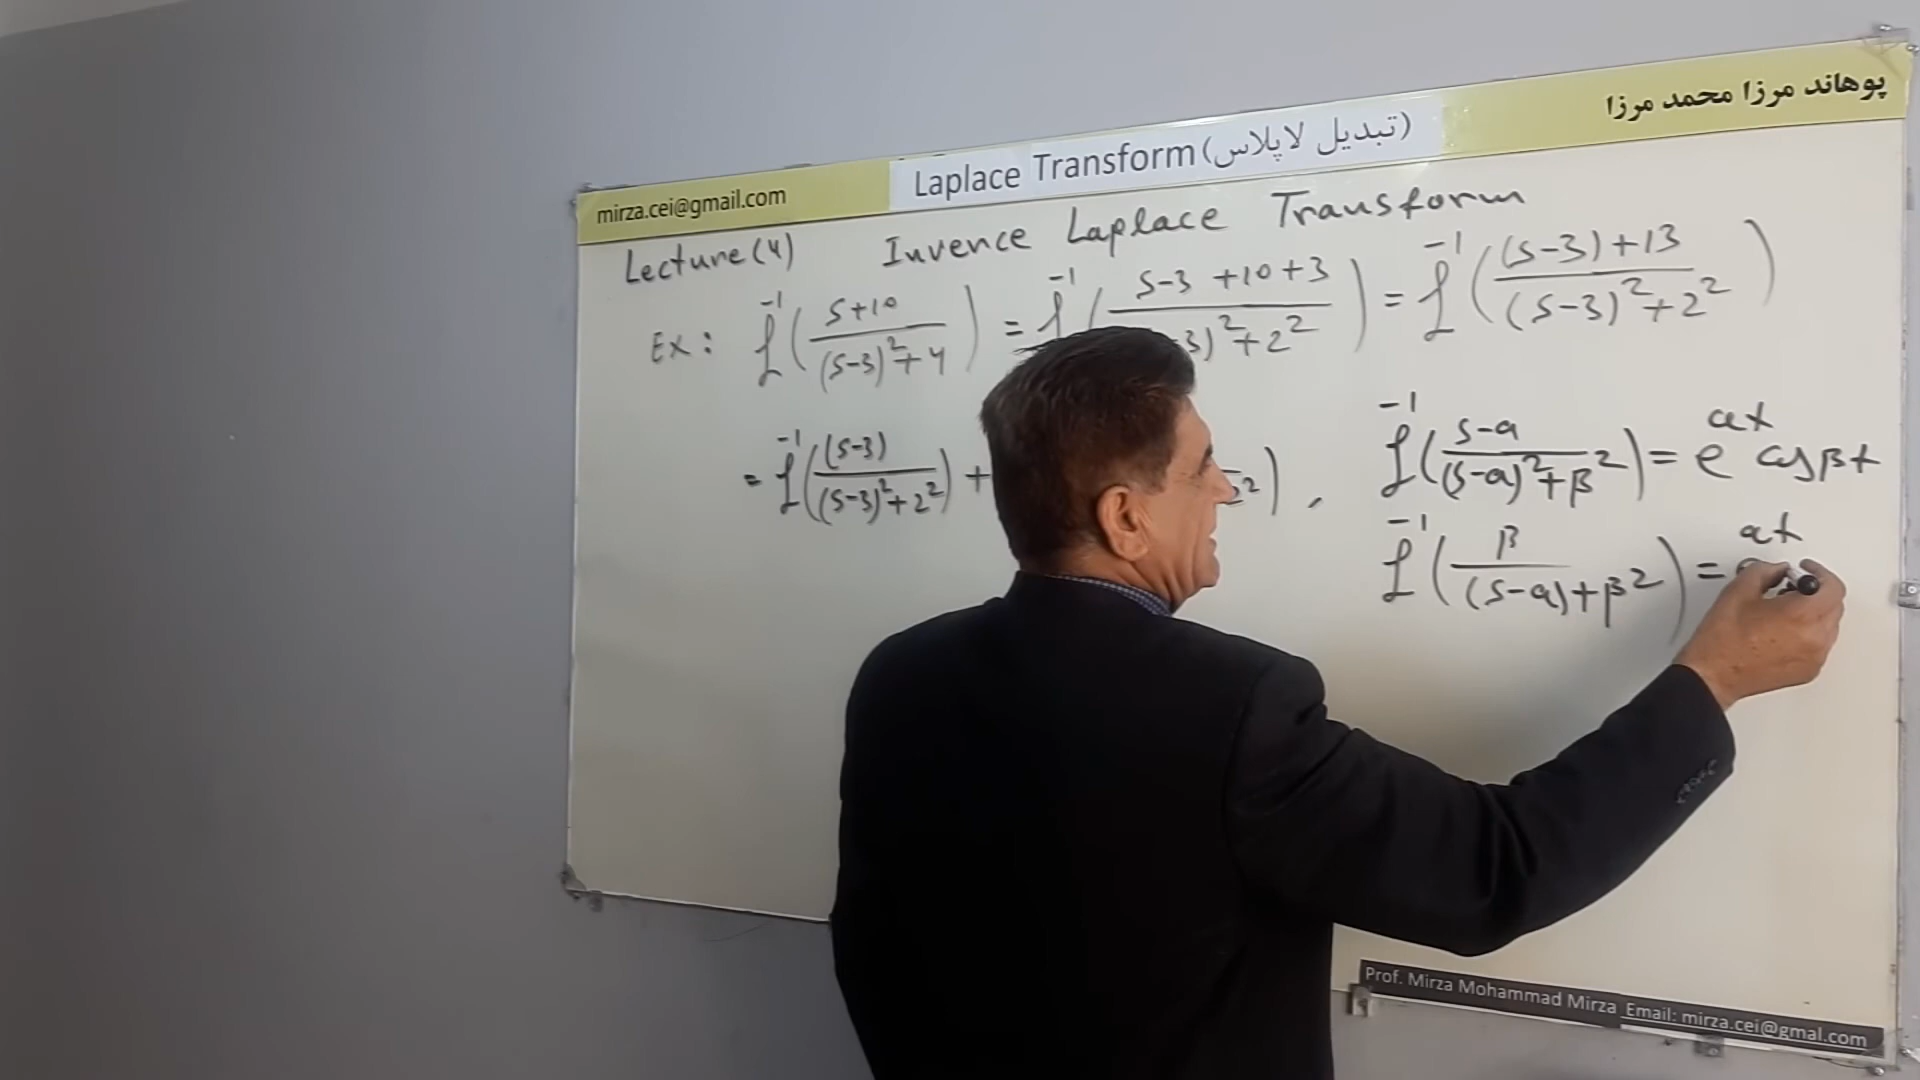 پوهاند مرزا محمد مرزا
mirza.cei@gmail.com
Laplace Transform (تبدیل لاپلاس)
Lecture(4) Invence Laplace Transform
Ex: ℒ⁻¹((s+10)/((s-3)²+4)) = ℒ⁻¹((s-3+10+3)/( 3)²+2²)) = ℒ⁻¹(((s-3)+13)/((s-3)²+2²))
= ℒ⁻¹((s-3)/((s-3)²+2²)) + ), ℒ⁻¹((s-a)/((s-a)²+β²)) = e^{at} cosβt
ℒ⁻¹(β/((s-a)+β²)) = e^{at}
Prof. Mirza Mohammad Mirza Email: mirza.cei@gmal.com